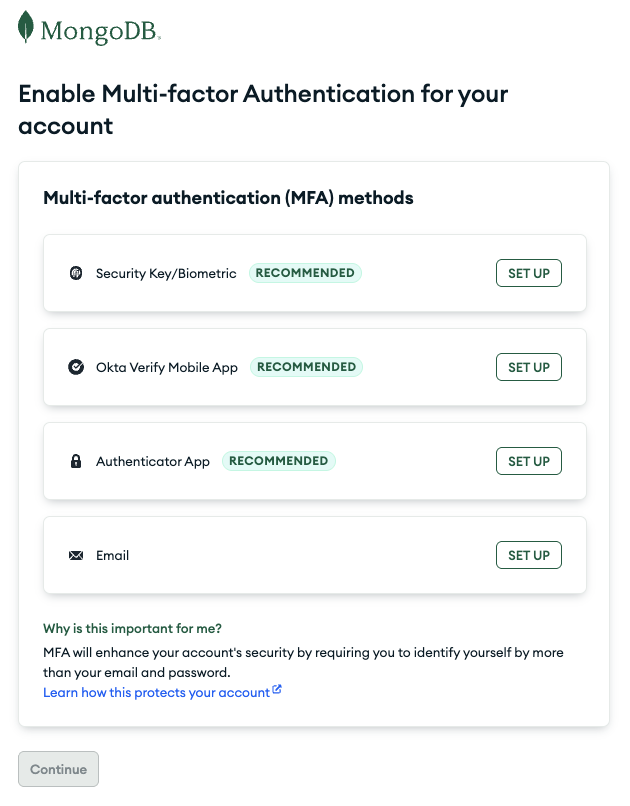 MongoDB.
Enable Multi-factor Authentication for your
account
Multi-factor authentication (MFA) methods
Security Key/Biometric RECOMMENDED SET UP
Okta Verify Mobile App RECOMMENDED SET UP
Authenticator App RECOMMENDED SET UP
Email SET UP
Why is this important for me?
MFA will enhance your account's security by requiring you to identify yourself by more
than your email and password.
Learn how this protects your account
Continue